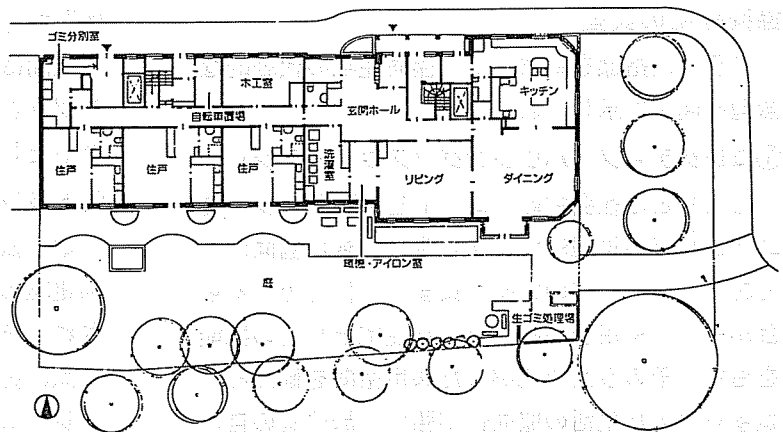 ゴミ分別室
木工室
キッチン
玄関ホール
自転車置場
住戸
住戸
住戸
洗濯室
リビング
ダイニング
乾燥・アイロン室
庭
生ゴミ処理場